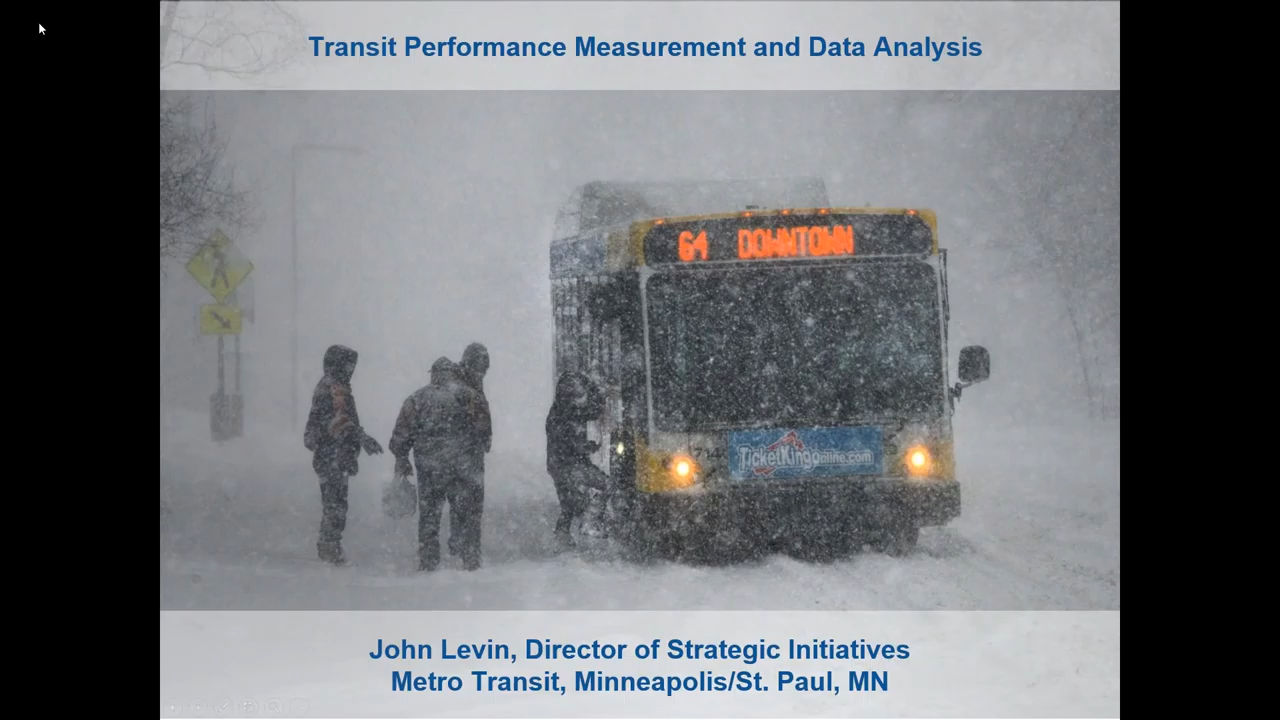 Transit Performance Measurement and Data Analysis
64 DOWNTOWN
TicketKingonline.com
John Levin, Director of Strategic Initiatives
Metro Transit, Minneapolis/St. Paul, MN